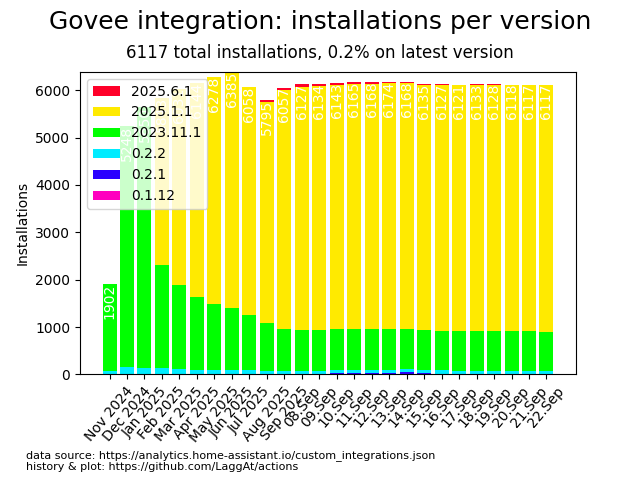 Govee integration: installations per version
6117 total installations, 0.2% on latest version
Installations
6000
5000
4000
3000
2000
1000
0
2025.6.1
2025.1.1
2023.11.1
0.2.2
0.2.1
0.1.12
1902
6278
6385
6058
5795
6057
6127
6134
6143
6165
6168
6174
6168
6135
6127
6121
6133
6128
6118
6117
6117
Nov 2024
Dec 2024
Jan 2025
Feb 2025
Mar 2025
Apr 2025
May 2025
Jun 2025
Jul 2025
Aug 2025
Sep 2025
08.Sep
09.Sep
10.Sep
11.Sep
12.Sep
13.Sep
14.Sep
15.Sep
16.Sep
17.Sep
18.Sep
19.Sep
20.Sep
21.Sep
22.Sep
data source: https://analytics.home-assistant.io/custom_integrations.json
history & plot: https://github.com/LaggAt/actions